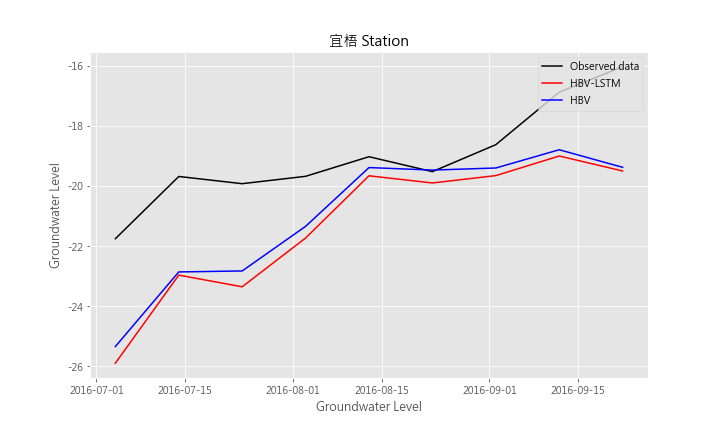 宜梧 Station
Observed data
HBV-LSTM
HBV
Groundwater Level
-16
-18
-20
-22
-24
-26
2016-07-01
2016-07-15
2016-08-01
2016-08-15
2016-09-01
2016-09-15
Groundwater Level